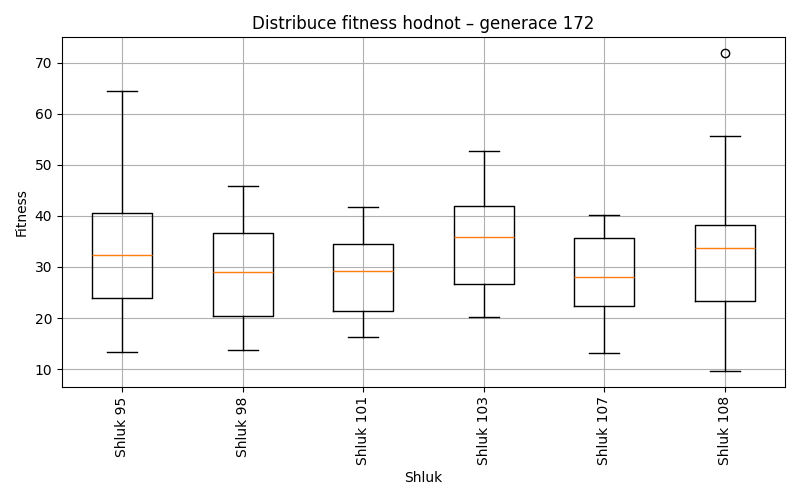 Distribuce fitness hodnot – generace 172
Fitness
70
60
50
40
30
20
10
Shluk 95
Shluk 98
Shluk 101
Shluk 103
Shluk 107
Shluk 108
Shluk